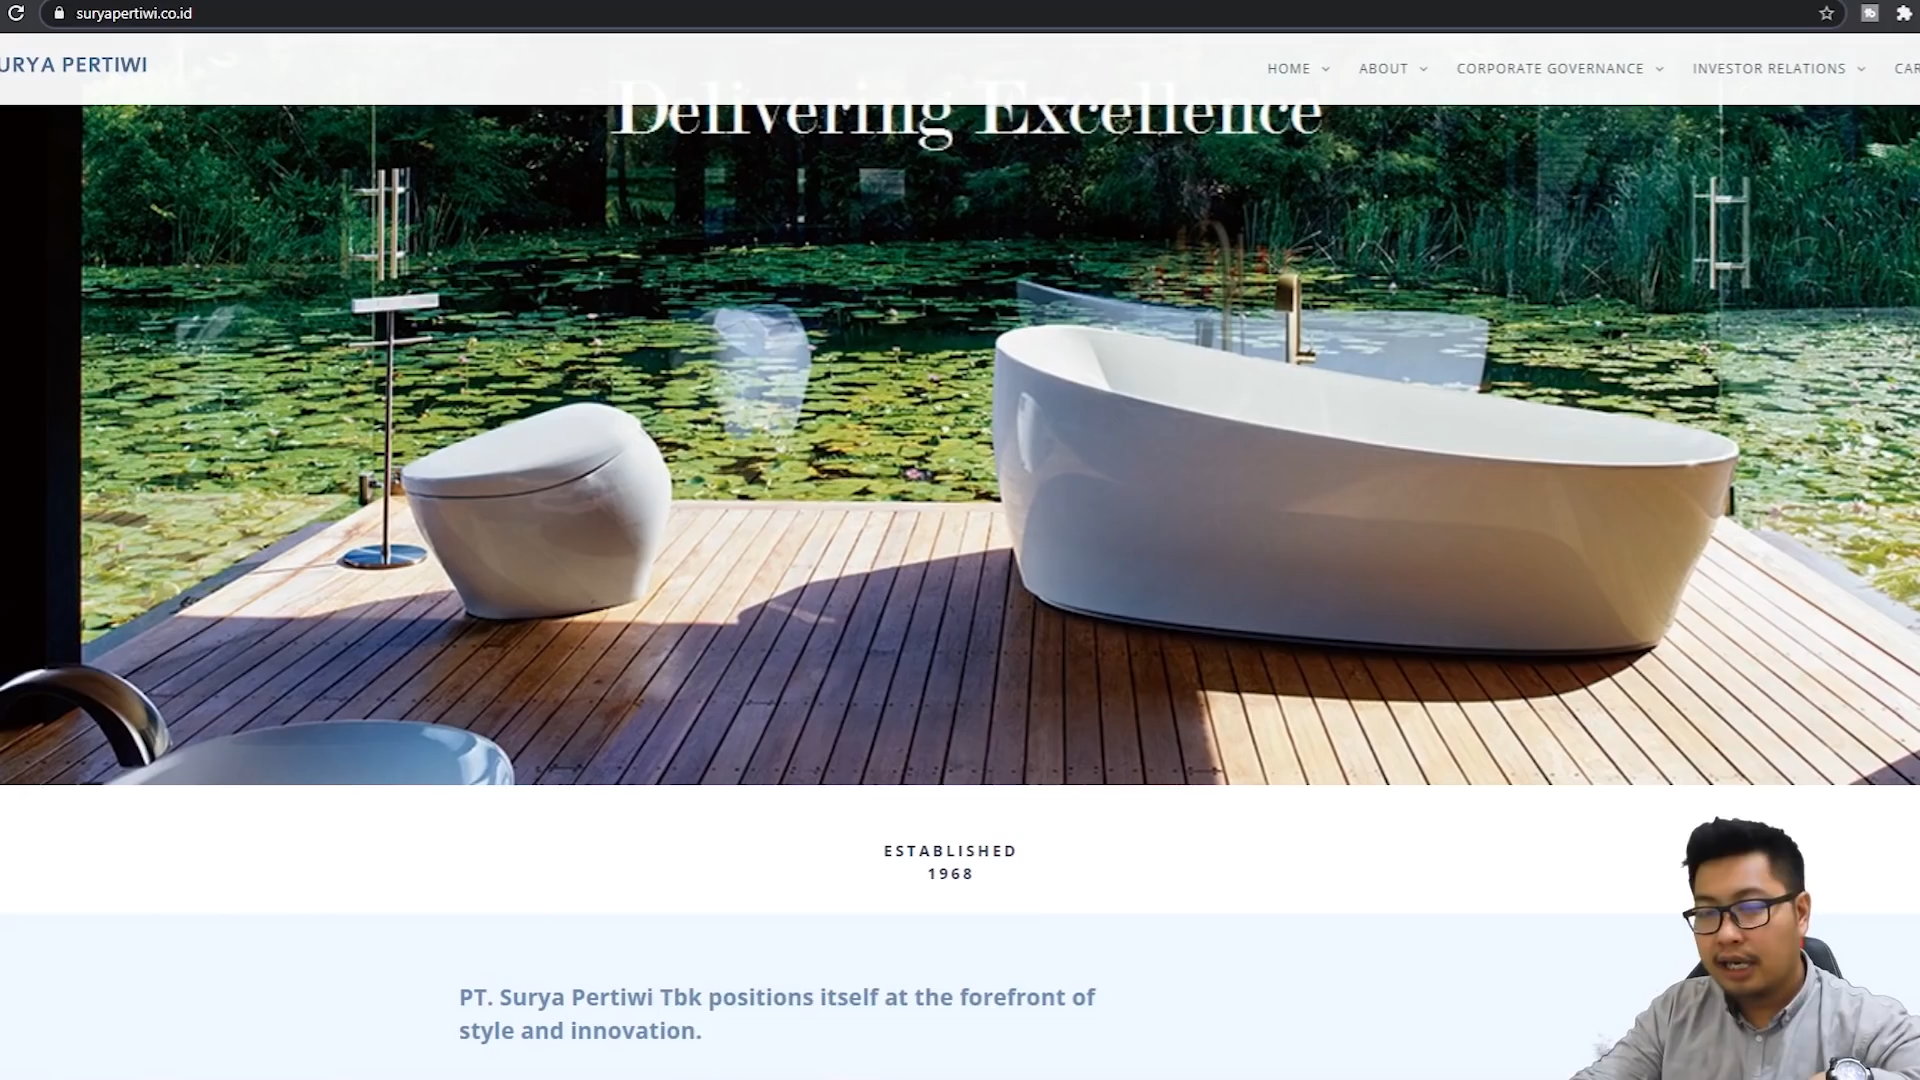 suryapertiwi.co.id
URYA PERTIWI
HOME
ABOUT
CORPORATE GOVERNANCE
INVESTOR RELATIONS
CAR
Delivering Excellence
ESTABLISHED
1968
PT. Surya Pertiwi Tbk positions itself at the forefront of
style and innovation.